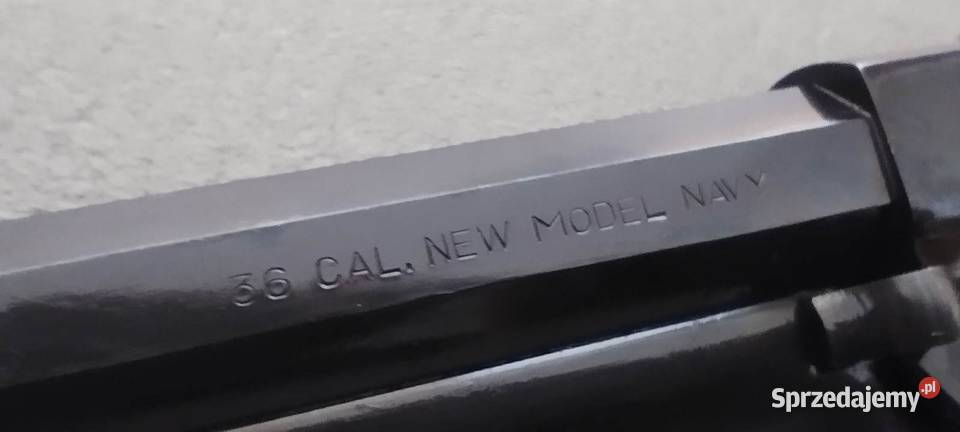 36 CAL. NEW MODEL NAVY
Sprzedajemy.pl